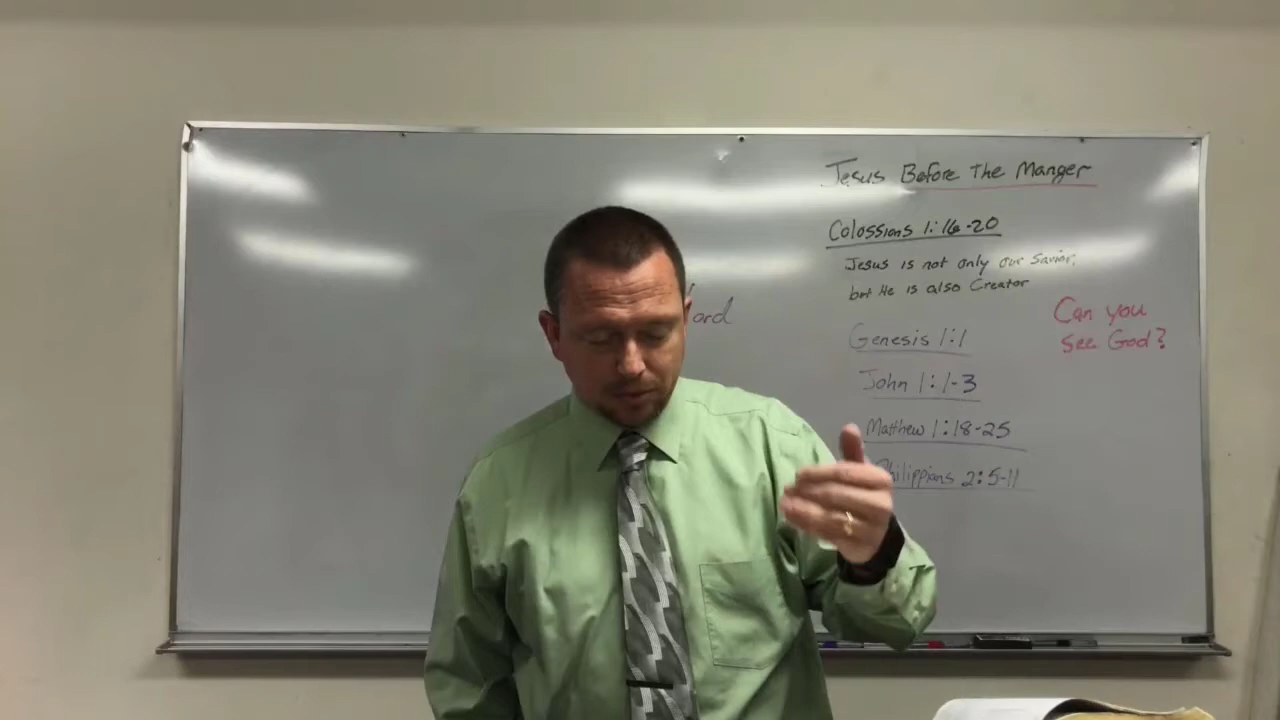 Jesus Before the Manger
Colossians 1:16-20
Jesus is not only our Savior,
but He is also Creator
ord
Can you
see God?
Genesis 1:1
John 1:1-3
Matthew 1:18-25
Philippians 2:5-11